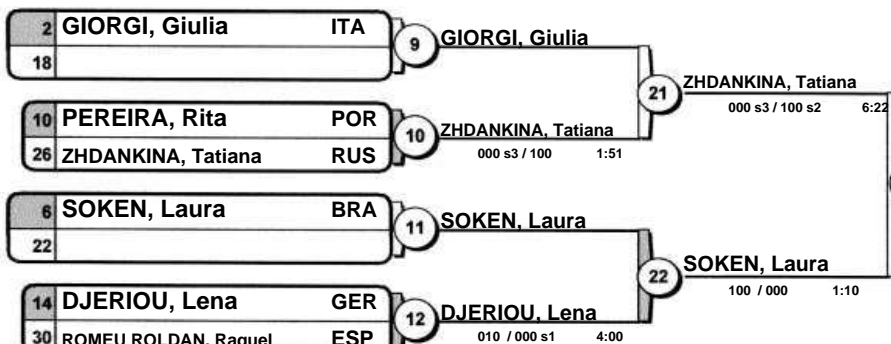 2 GIORGI, Giulia ITA
18
9
GIORGI, Giulia
10 PEREIRA, Rita POR
26 ZHDANKINA, Tatiana RUS
10
ZHDANKINA, Tatiana
000 s3 / 100 1:51
21
ZHDANKINA, Tatiana
000 s3 / 100 s2 6:22
6 SOKEN, Laura BRA
22
11
SOKEN, Laura
14 DJERIOU, Lena GER
30 ROMEU ROLDAN, Raquel ESP
12
DJERIOU, Lena
010 / 000 s1 4:00
22
SOKEN, Laura
100 / 000 1:10